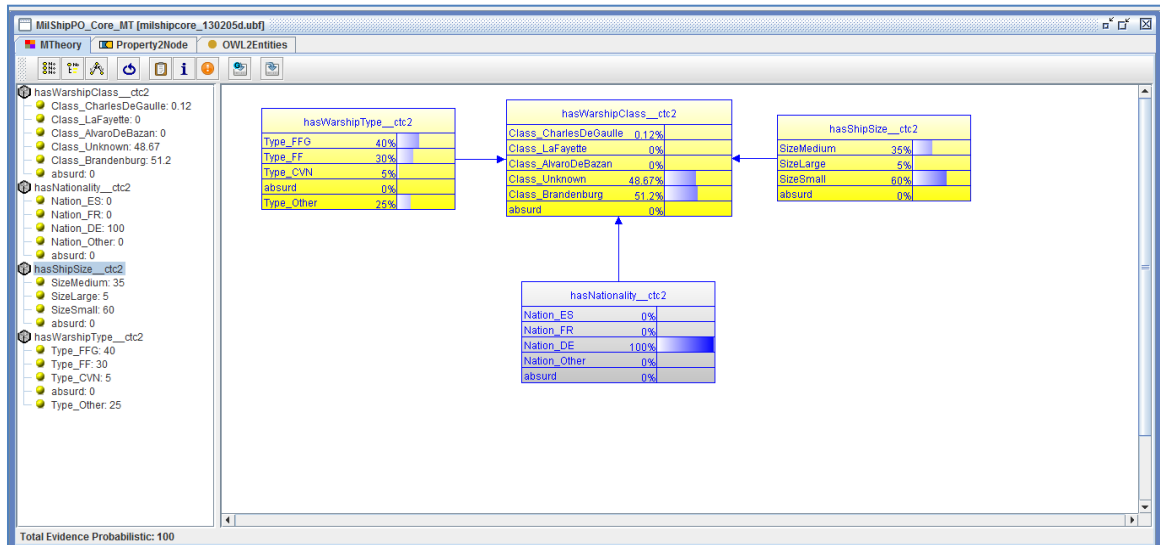 MilShipPO_Core_MT [milshipcore_130205d.ubf]
MTheory Property2Node OWL2Entities
hasWarshipClass__ctc2
Class_CharlesDeGaulle: 0.12
Class_LaFayette: 0
Class_AlvaroDeBazan: 0
Class_Unknown: 48.67
Class_Brandenburg: 51.2
absurd: 0
hasNationality__ctc2
Nation_ES: 0
Nation_FR: 0
Nation_DE: 100
Nation_Other: 0
absurd: 0
hasShipSize__ctc2
SizeMedium: 35
SizeLarge: 5
SizeSmall: 60
absurd: 0
hasWarshipType__ctc2
Type_FFG: 40
Type_FF: 30
Type_CVN: 5
absurd: 0
Type_Other: 25
hasWarshipType__ctc2
Type_FFG 40%
Type_FF 30%
Type_CVN 5%
absurd 0%
Type_Other 25%
hasWarshipClass__ctc2
Class_CharlesDeGaulle 0.12%
Class_LaFayette 0%
Class_AlvaroDeBazan 0%
Class_Unknown 48.67%
Class_Brandenburg 51.2%
absurd 0%
hasShipSize__ctc2
SizeMedium 35%
SizeLarge 5%
SizeSmall 60%
absurd 0%
hasNationality__ctc2
Nation_ES 0%
Nation_FR 0%
Nation_DE 100%
Nation_Other 0%
absurd 0%
Total Evidence Probabilistic: 100